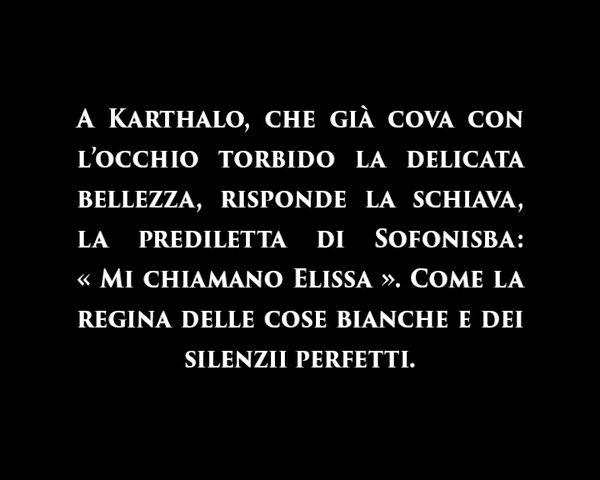 A Karthalo, che già cova con
l’occhio torbido la delicata
bellezza, risponde la schiava,
la prediletta di Sofonisba:
« Mi chiamano Elissa ». Come la
regina delle cose bianche e dei
silenzii perfetti.